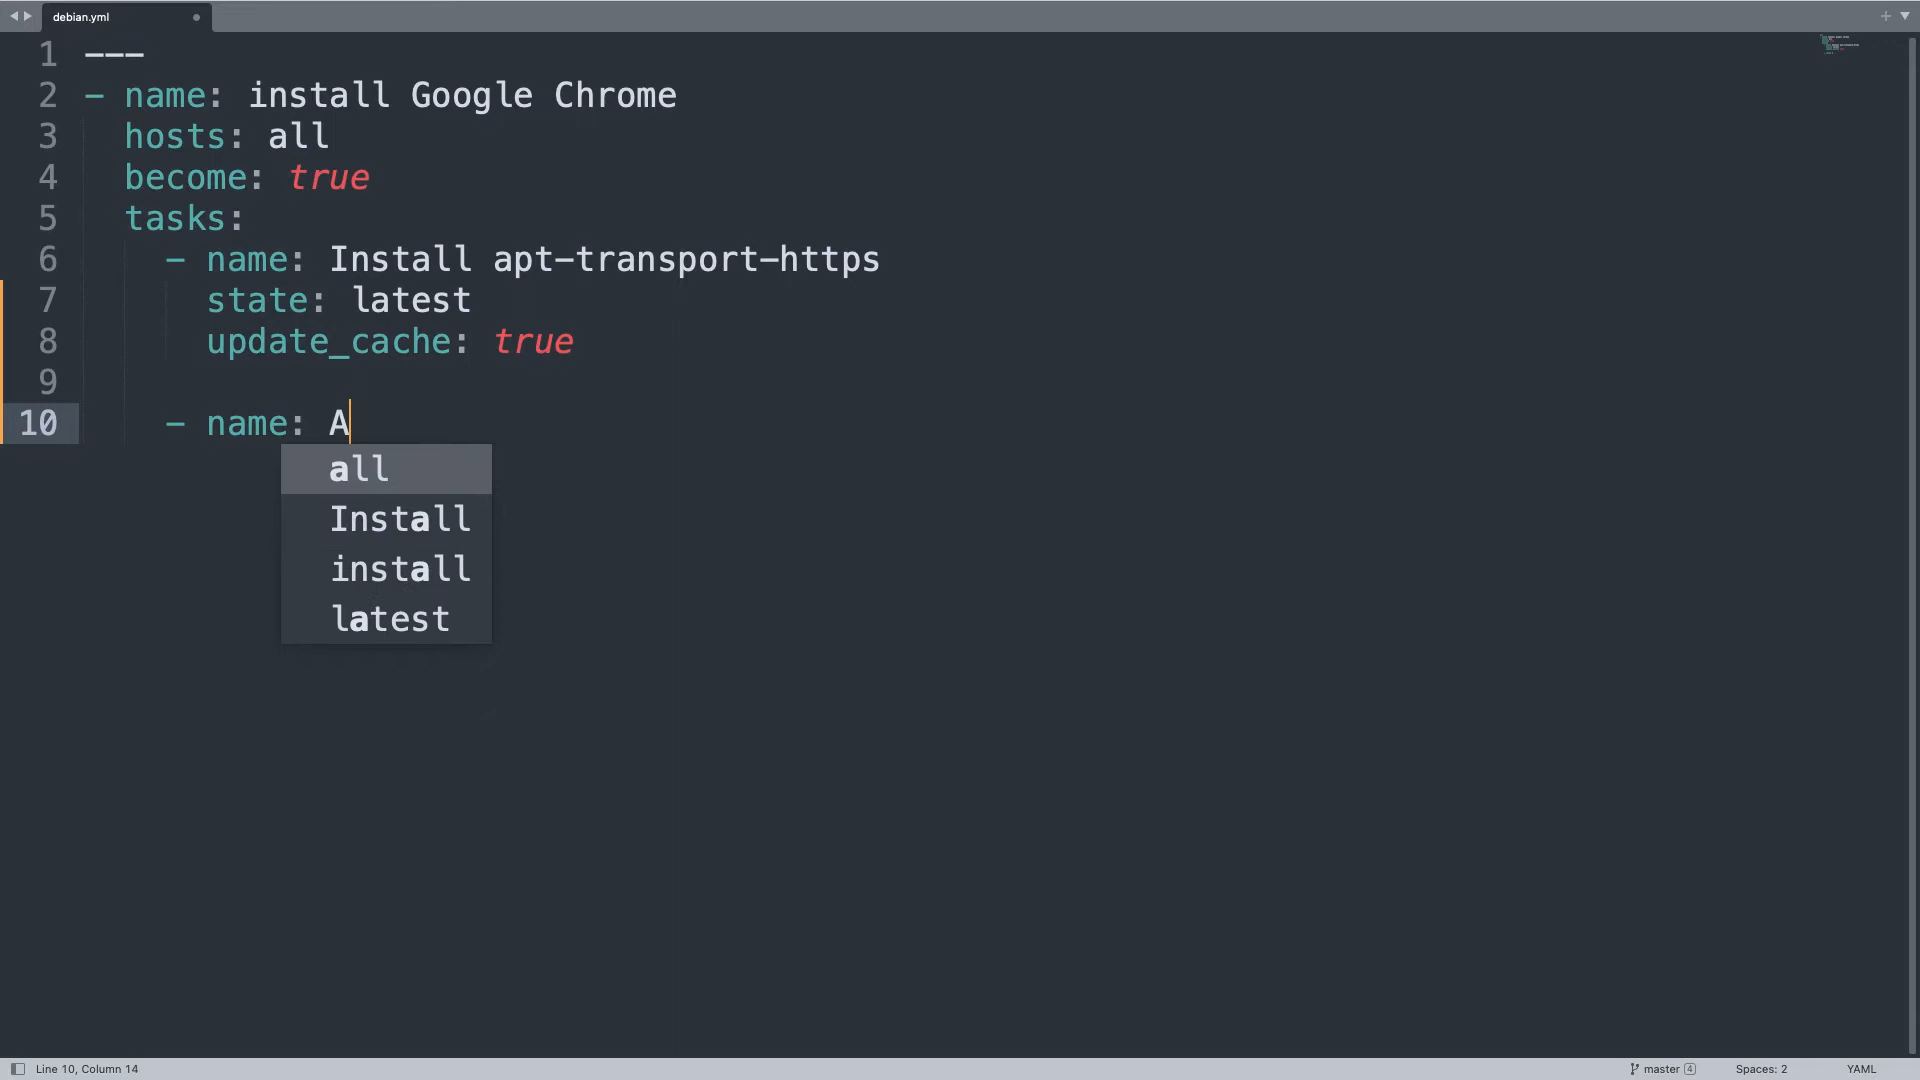 debian.yml
1 ---
2 - name: install Google Chrome
3 hosts: all
4 become: true
5 tasks:
6 - name: Install apt-transport-https
7 state: latest
8 update_cache: true
9
10 - name: A
all
Install
install
latest
Line 10, Column 14 master 4 Spaces: 2 YAML